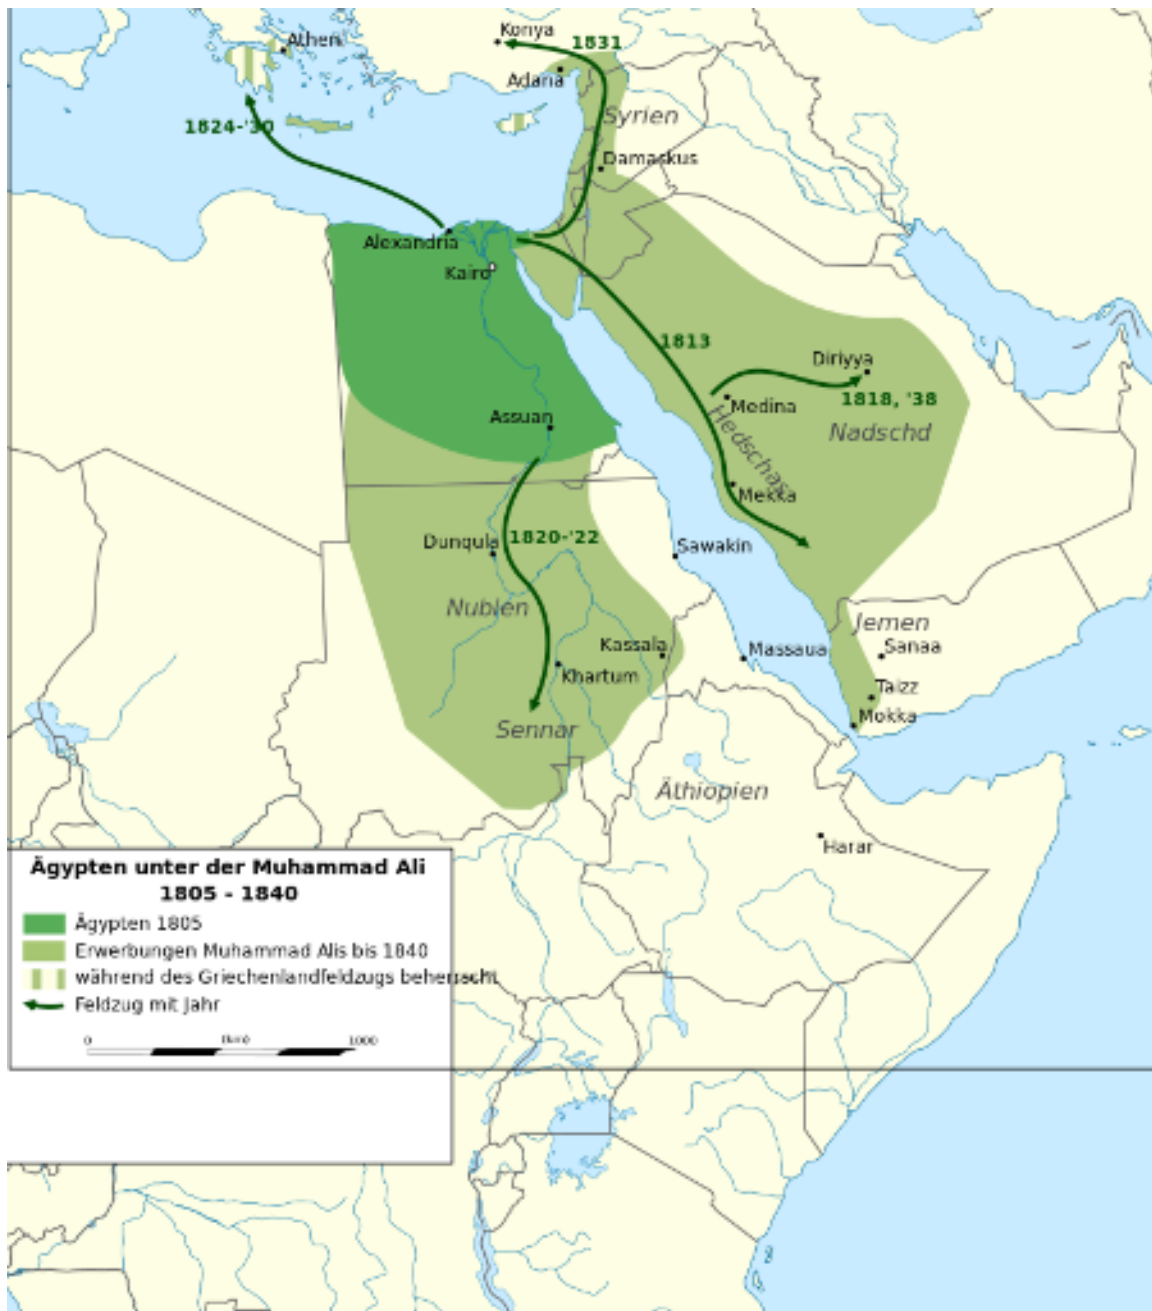 Konya
1831
Athen
Adana
1824-'30
Syrien
Damaskus
Alexandria
Kairo
1813
Diriyya
1818, '38
Medina
Assuan
Nadschd
Hedschas
Mekka
1820-'22
Dunqula
Sawakin
Nubien
Jemen
Kassala
Massaua
Sanaa
Khartum
Taizz
Mokka
Sennar
Äthiopien
Harar
Ägypten unter der Muhammad Ali
1805 - 1840
Ägypten 1805
Erwerbungen Muhammad Alis bis 1840
während des Griechenlandfeldzugs beherrscht
Feldzug mit Jahr
0 (km) 1000